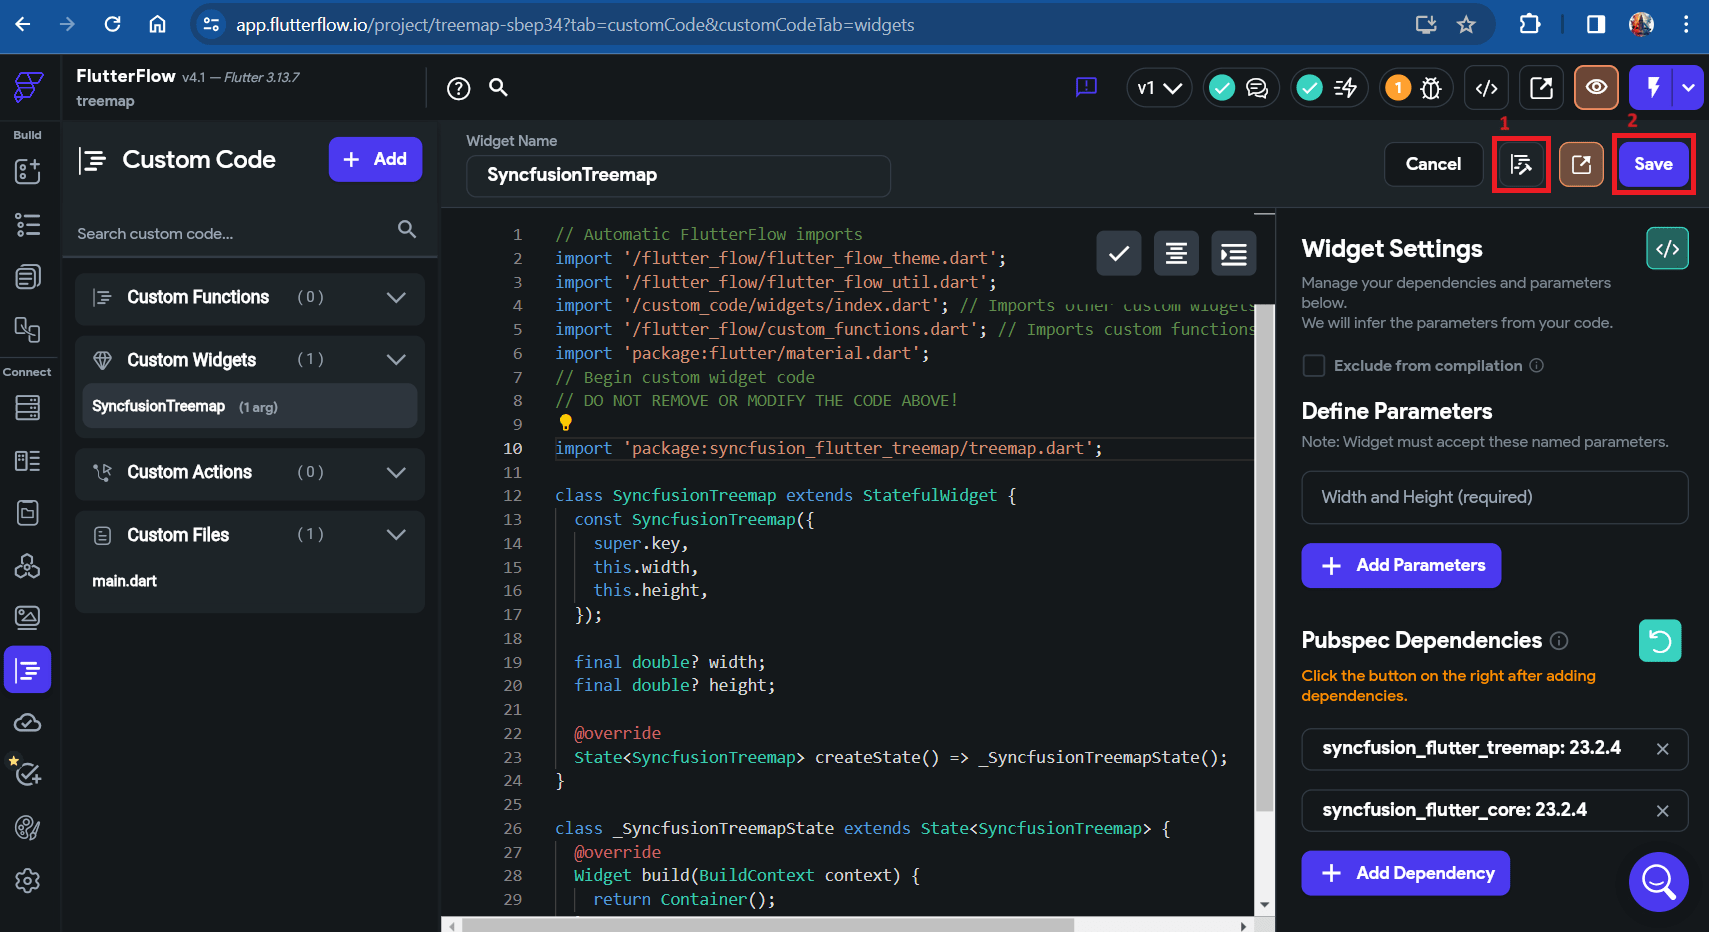 app.flutterflow.io/project/treemap-sbep34?tab=customCode&customCodeTab=widgets
FlutterFlow v4.1 — Flutter 3.13.7
treemap
?
v1
1
</>
Build
Connect
Custom Code
+ Add
Search custom code...
Custom Functions (0)
Custom Widgets (1)
SyncfusionTreemap (1 arg)
Custom Actions (0)
Custom Files (1)
main.dart
Widget Name
SyncfusionTreemap
Cancel
1
2
Save
1 // Automatic FlutterFlow imports
2 import '/flutter_flow/flutter_flow_theme.dart';
3 import '/flutter_flow/flutter_flow_util.dart';
4 import '/custom_code/widgets/index.dart'; // Imports other custom widgets
5 import '/flutter_flow/custom_functions.dart'; // Imports custom functions
6 import 'package:flutter/material.dart';
7 // Begin custom widget code
8 // DO NOT REMOVE OR MODIFY THE CODE ABOVE!
9
10 import 'package:syncfusion_flutter_treemap/treemap.dart';
11
12 class SyncfusionTreemap extends StatefulWidget {
13 const SyncfusionTreemap({
14 super.key,
15 this.width,
16 this.height,
17 });
18
19 final double? width;
20 final double? height;
21
22 @override
23 State<SyncfusionTreemap> createState() => _SyncfusionTreemapState();
24 }
25
26 class _SyncfusionTreemapState extends State<SyncfusionTreemap> {
27 @override
28 Widget build(BuildContext context) {
29 return Container();
Widget Settings
</>
Manage your dependencies and parameters
below.
We will infer the parameters from your code.
Exclude from compilation
Define Parameters
Note: Widget must accept these named parameters.
Width and Height (required)
+ Add Parameters
Pubspec Dependencies
Click the button on the right after adding
dependencies.
syncfusion_flutter_treemap: 23.2.4
syncfusion_flutter_core: 23.2.4
+ Add Dependency